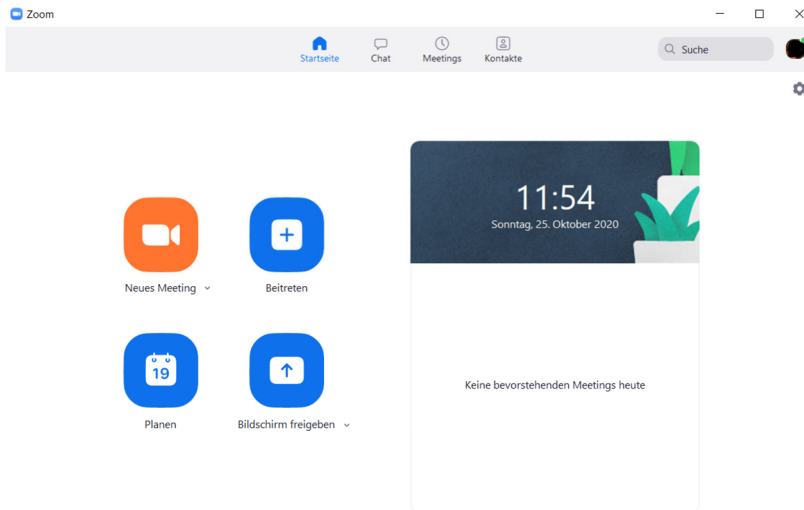 Zoom
Startseite
Chat
Meetings
Kontakte
Suche
11:54
Sonntag, 25. Oktober 2020
Neues Meeting
Beitreten
19
Planen
Bildschirm freigeben
Keine bevorstehenden Meetings heute